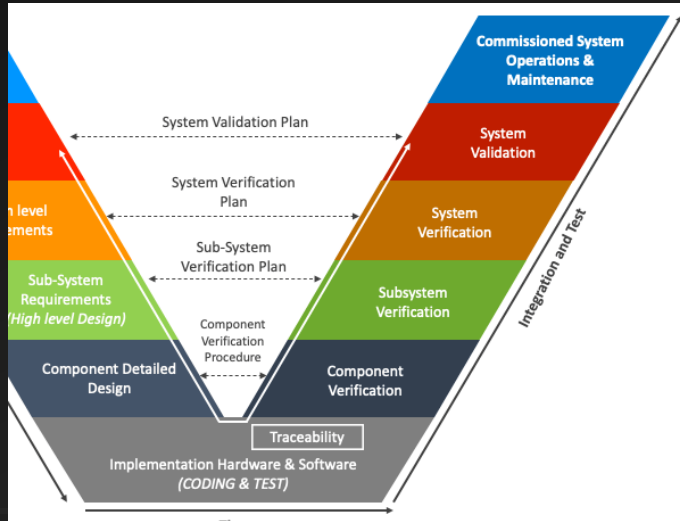 Commissioned System
Operations &
Maintenance
System Validation Plan
System
Validation
System Verification
Plan
level
System
Verification
Sub-System
Verification Plan
Sub-System
Requirements
(High level Design)
Subsystem
Verification
Component
Verification
Procedure
Component Detailed
Design
Component
Verification
Integration and Test
Traceability
Implementation Hardware & Software
(CODING & TEST)